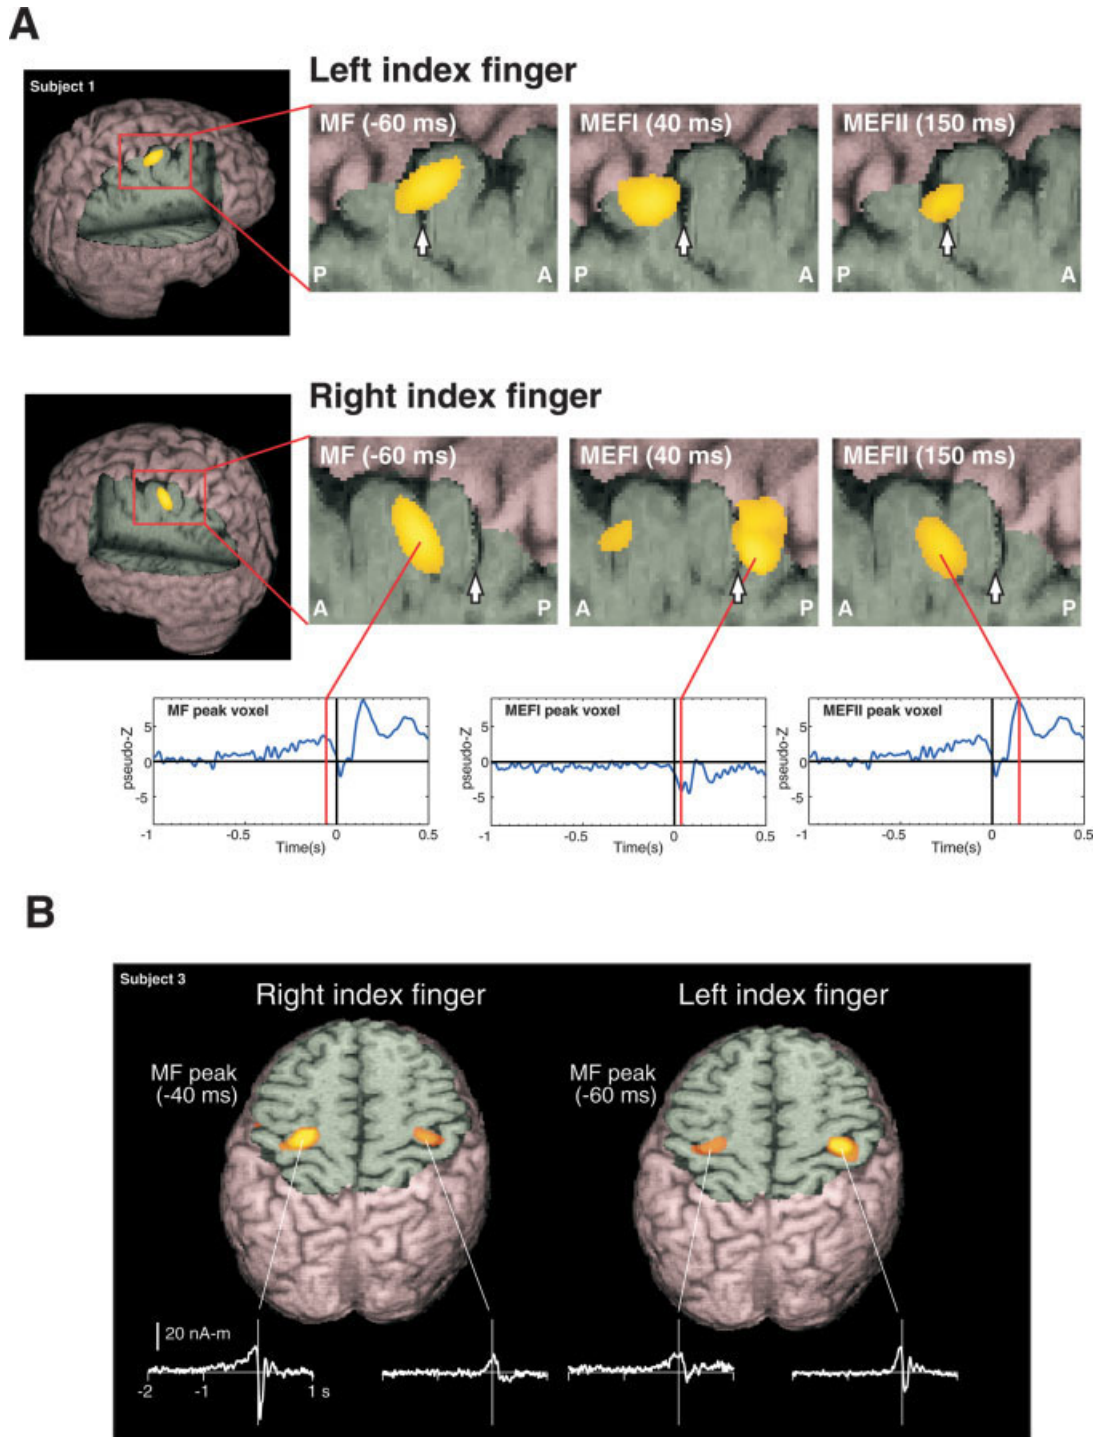 A
Left index finger
Subject 1
MF (-60 ms)
MEFI (40 ms)
MEFII (150 ms)
P
A
P
A
P
A
Right index finger
MF (-60 ms)
MEFI (40 ms)
MEFII (150 ms)
A
P
A
P
A
P
MF peak voxel
MEFI peak voxel
MEFII peak voxel
pseudo-Z
5
0
-5
-1
-0.5
0
0.5
Time(s)
pseudo-Z
5
0
-5
-1
-0.5
0
0.5
Time(s)
pseudo-Z
5
0
-5
-1
-0.5
0
0.5
Time(s)
B
Subject 3
Right index finger
Left index finger
MF peak
(-40 ms)
MF peak
(-60 ms)
20 nA-m
-2
-1
1 s